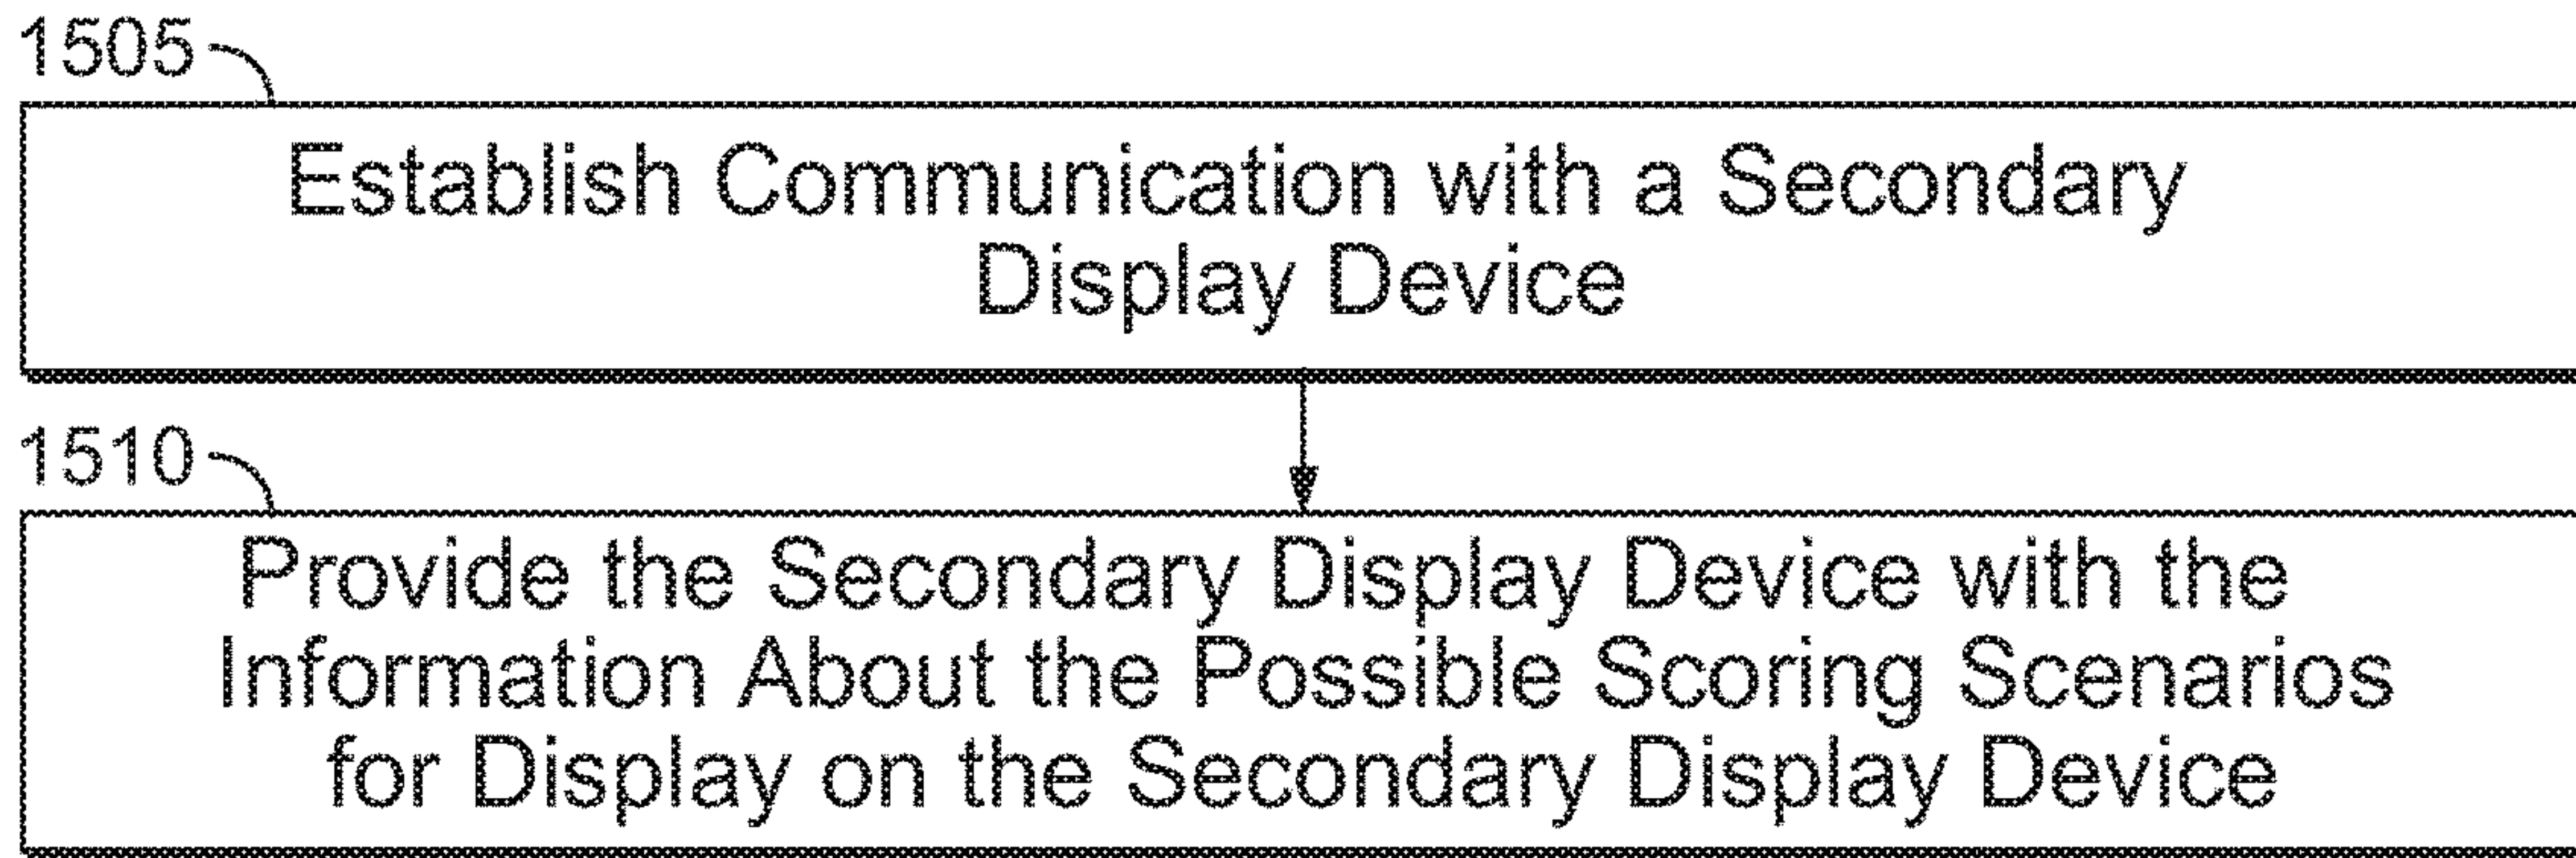 1505
Establish Communication with a Secondary
Display Device
1510
Provide the Secondary Display Device with the
Information About the Possible Scoring Scenarios
for Display on the Secondary Display Device